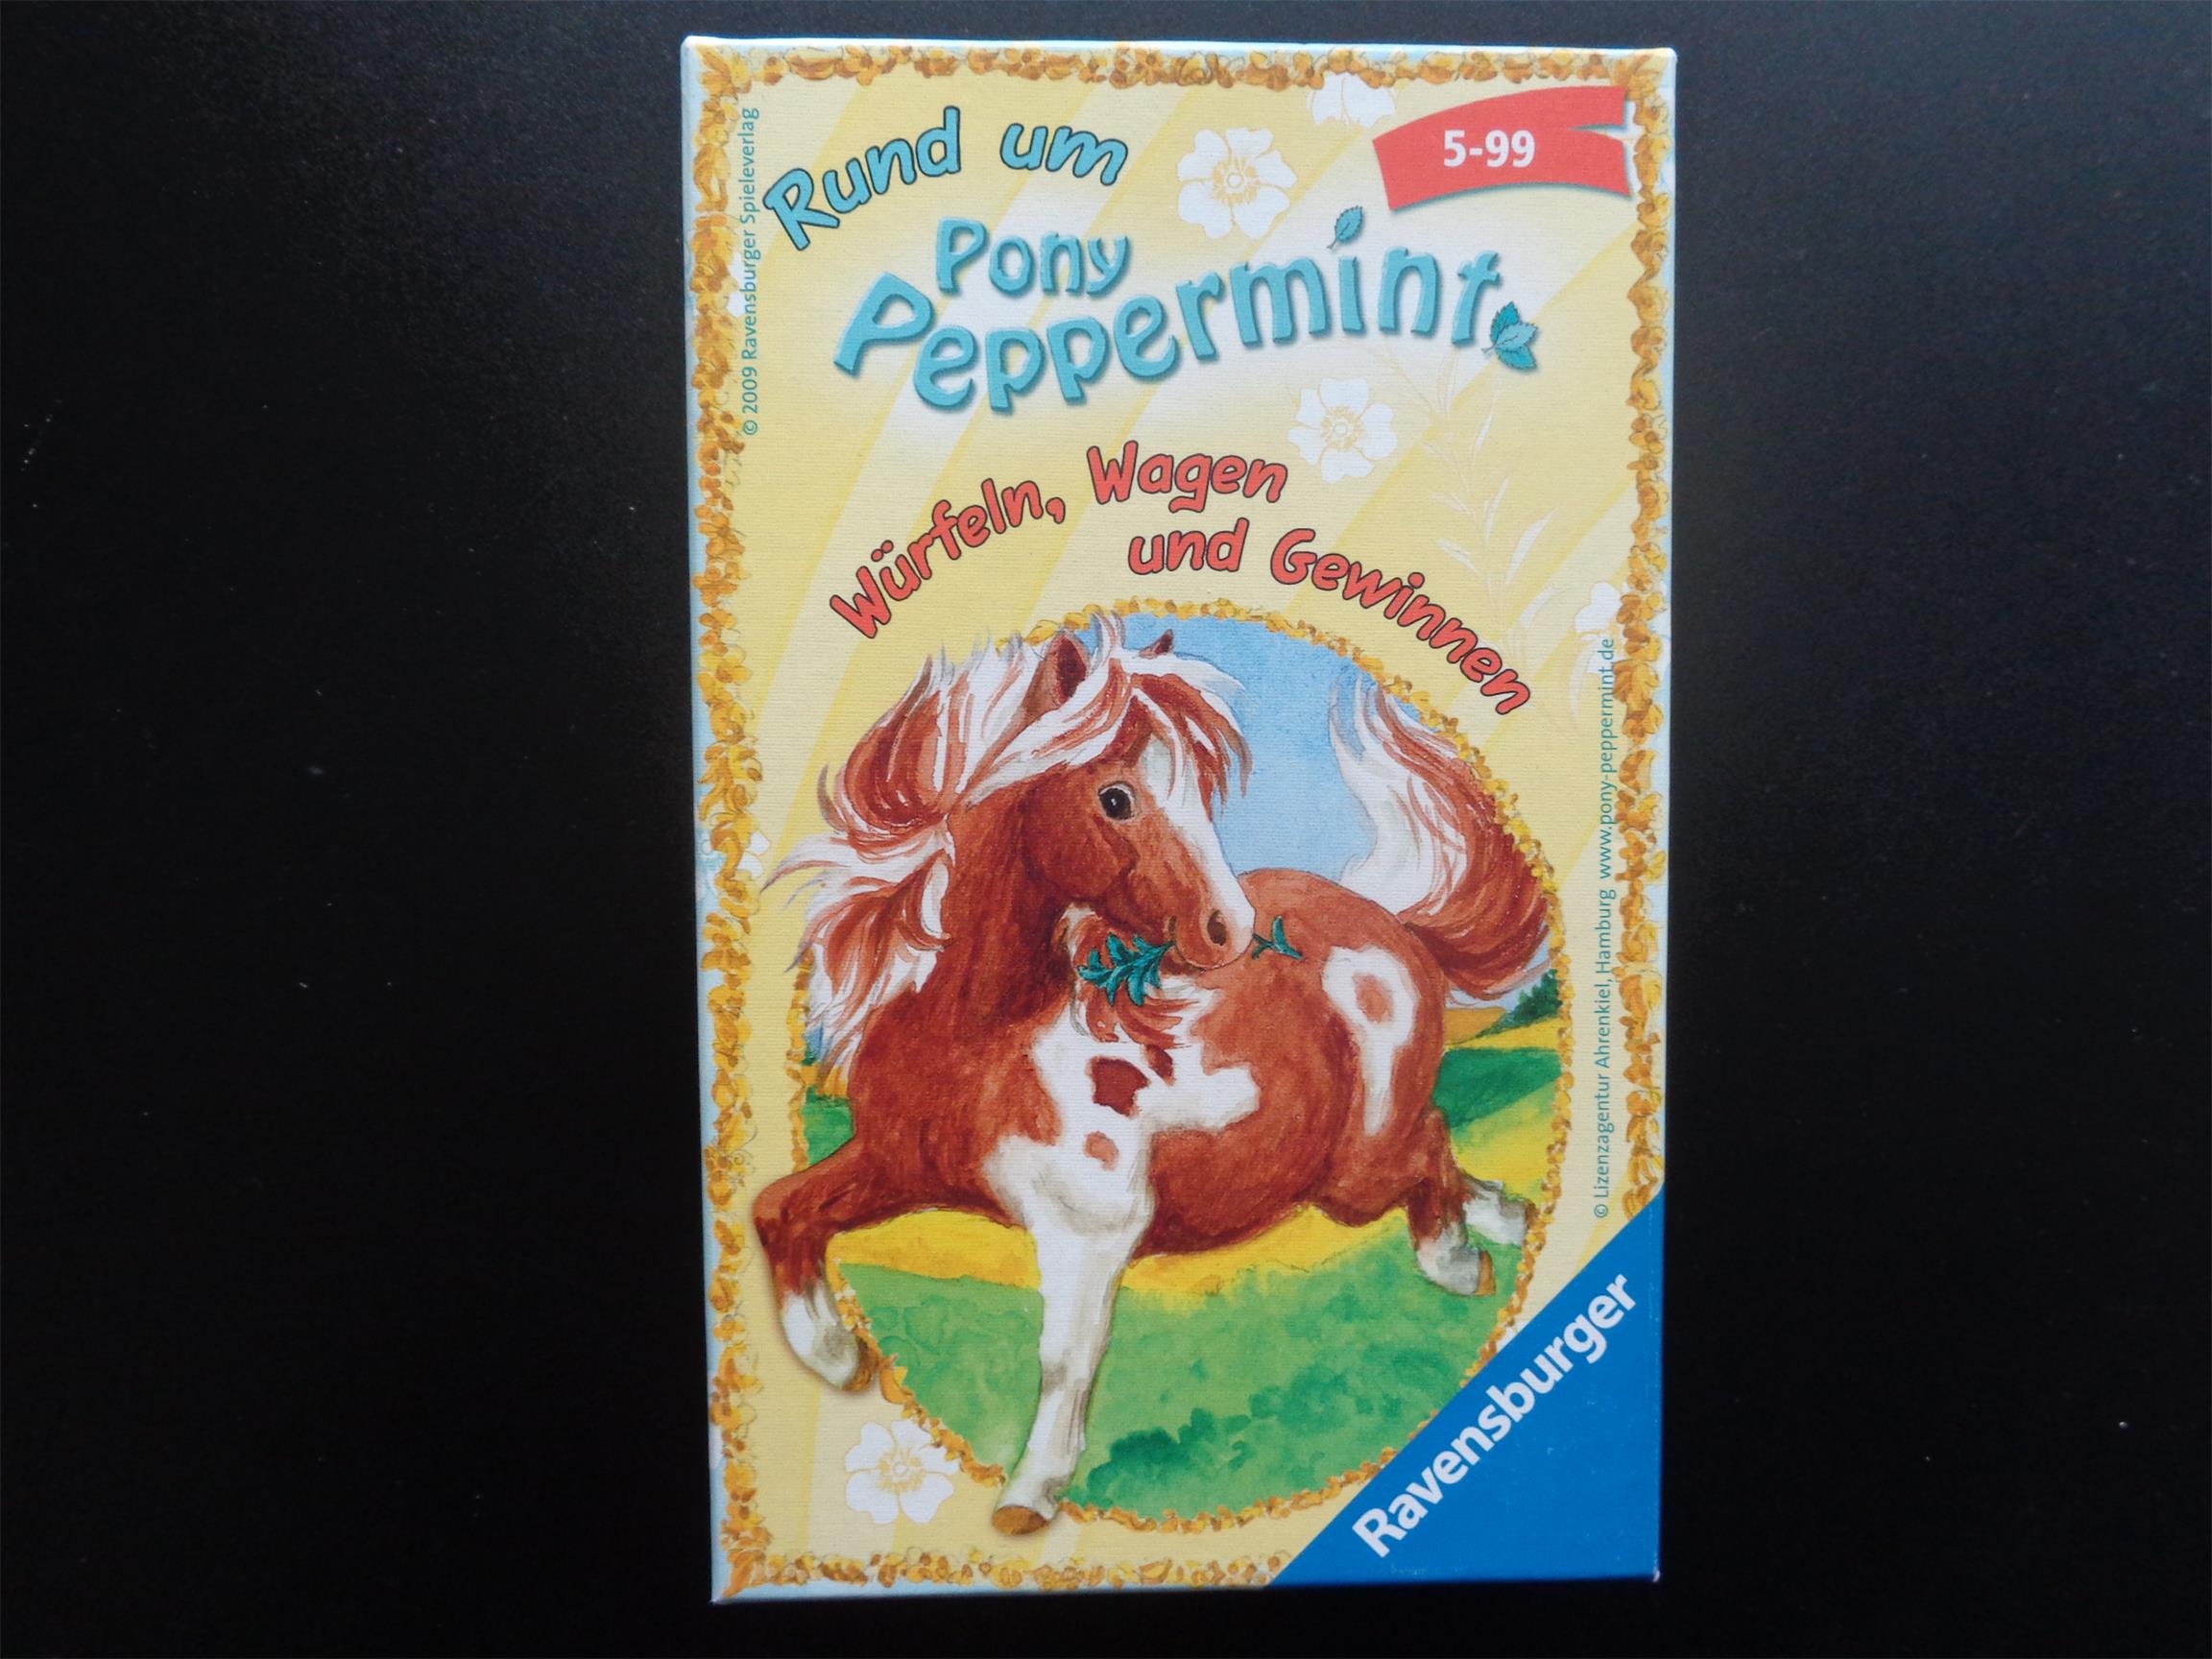 Rund um
5-99
Pony
Peppermint
Würfeln, Wagen
und Gewinnen
© 2009 Ravensburger Spieleverlag
© Lizenzagentur Ahrenkiel, Hamburg www.pony-peppermint.de
Ravensburger